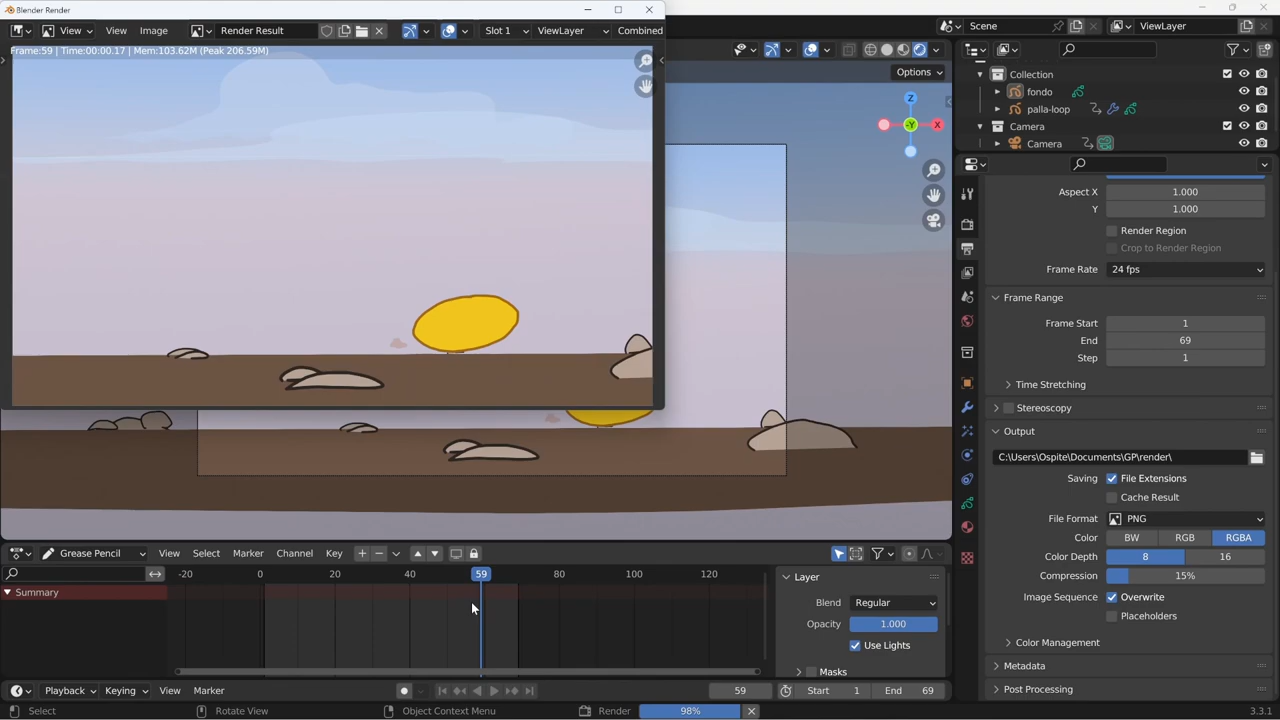 Blender Render
View View Image Render Result Slot 1 ViewLayer Combined
Frame:59 | Time:00:00.17 | Mem:103.62M (Peak 206.59M)
Scene ViewLayer
Options
Z
-Y
X
Collection
fondo
palla-loop
Camera
Camera
Aspect X 1.000
Y 1.000
Render Region
Crop to Render Region
Frame Rate 24 fps
Frame Range
Frame Start 1
End 69
Step 1
Time Stretching
Stereoscopy
Output
C:\Users\Ospite\Documents\GP\render\
Saving File Extensions
Cache Result
File Format PNG
Color BW RGB RGBA
Color Depth 8 16
Compression 15%
Image Sequence Overwrite
Placeholders
Color Management
Metadata
Post Processing
Grease Pencil View Select Marker Channel Key
-20 0 20 40 59 80 100 120
Summary
Layer
Blend Regular
Opacity 1.000
Use Lights
Masks
Playback Keying View Marker 59 Start 1 End 69
Select Rotate View Object Context Menu Render 98% 3.3.1